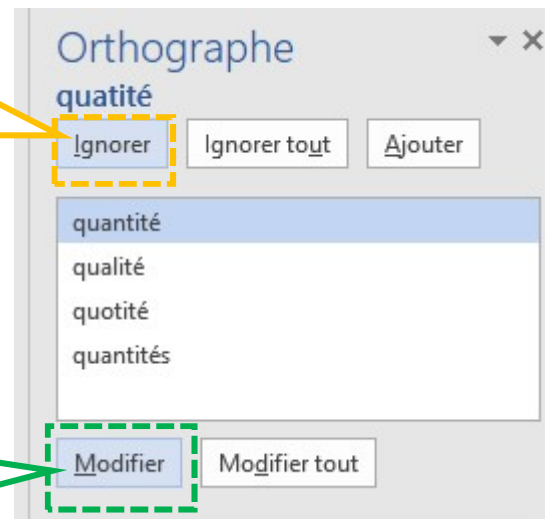 Orthographe
quatité
Ignorer Ignorer tout Ajouter
quantité
qualité
quotité
quantités
Modifier Modifier tout